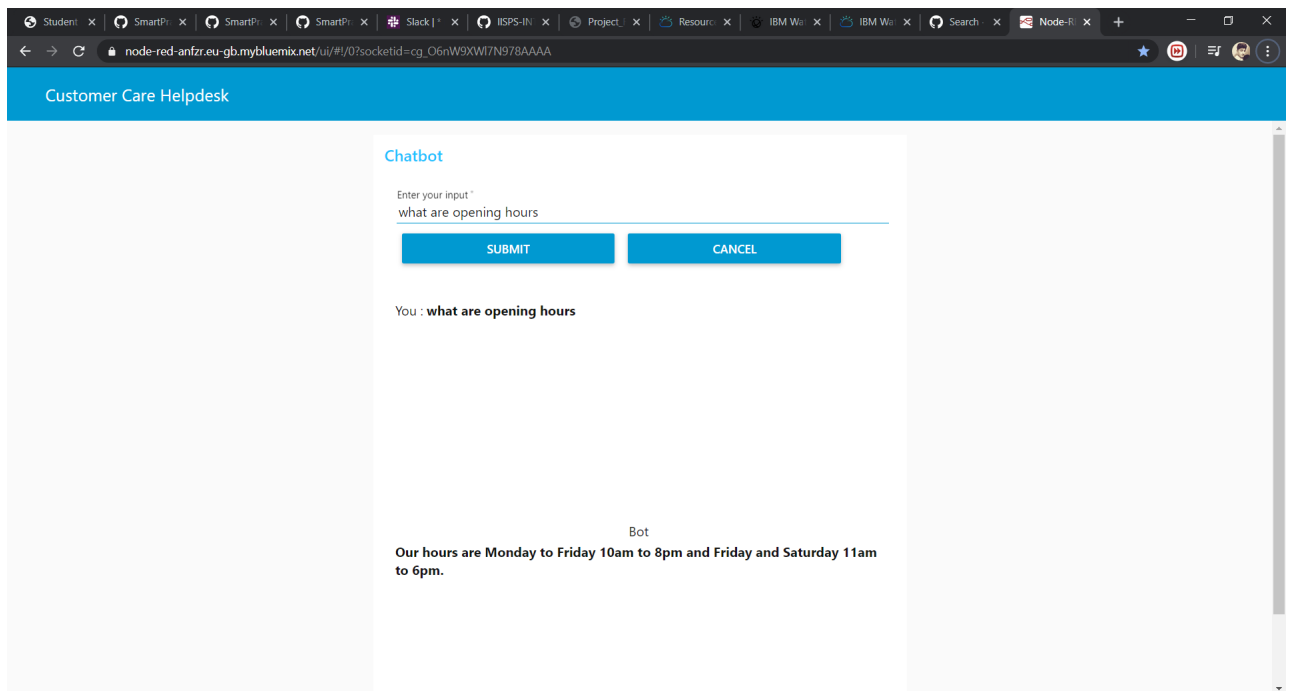 Student
SmartPr
SmartPr
SmartPr
Slack | *
IISPS-IN
Project_
Resourc
IBM Wat
IBM Wat
Search ·
Node-R
node-red-anfzr.eu-gb.mybluemix.net/ui/#!/0?socketid=cg_O6nW9XWl7N978AAAA
Customer Care Helpdesk
Chatbot
Enter your input *
what are opening hours
SUBMIT CANCEL
You : what are opening hours
Bot
Our hours are Monday to Friday 10am to 8pm and Friday and Saturday 11am
to 6pm.